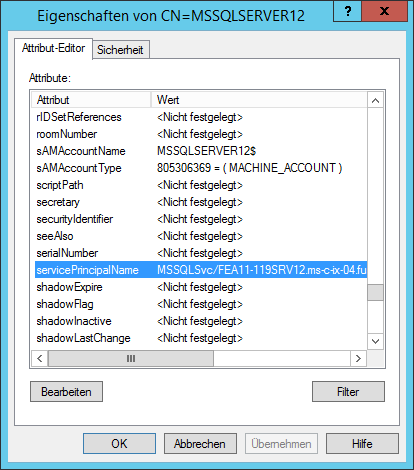 Eigenschaften von CN=MSSQLSERVER12
Attribut-Editor Sicherheit
Attribute:
Attribut Wert
rIDSetReferences <Nicht festgelegt>
roomNumber <Nicht festgelegt>
sAMAccountName MSSQLSERVER12$
sAMAccountType 805306369 = ( MACHINE_ACCOUNT )
scriptPath <Nicht festgelegt>
secretary <Nicht festgelegt>
securityIdentifier <Nicht festgelegt>
seeAlso <Nicht festgelegt>
serialNumber <Nicht festgelegt>
servicePrincipalName MSSQLSvc/FEA11-119SRV12.ms-c-ix-04.fu
shadowExpire <Nicht festgelegt>
shadowFlag <Nicht festgelegt>
shadowInactive <Nicht festgelegt>
shadowLastChange <Nicht festgelegt>
Bearbeiten Filter
OK Abbrechen Übernehmen Hilfe